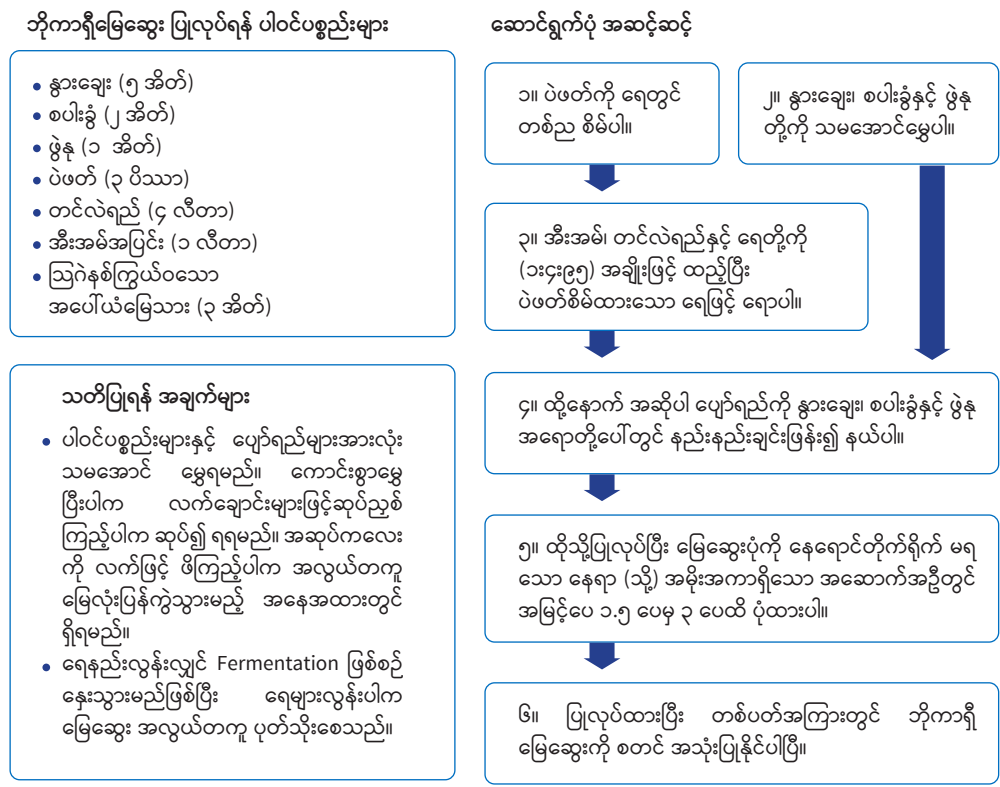 ဘိုကာရှီမြေဆွေး ပြုလုပ်ရန် ပါဝင်ပစ္စည်းများ
• နွားချေး (၅ အိတ်)
• စပါးခွံ (၂ အိတ်)
• ဖွဲနု (၁ အိတ်)
• ပဲဖတ် (၃ ပိဿာ)
• တင်လဲရည် (၄ လီတာ)
• အီးအမ်အပြင်း (၁ လီတာ)
• ဩဂဲနစ်ကြွယ်ဝသော
အပေါ်ယံမြေသား (၃ အိတ်)
သတိပြုရန် အချက်များ
• ပါဝင်ပစ္စည်းများနှင့် ပျော်ရည်များအားလုံး
သမအောင် မွှေရမည်။ ကောင်းစွာမွှေ
ပြီးပါက လက်ချောင်းများဖြင့်ဆုပ်ညှစ်
ကြည့်ပါက ဆုပ်၍ ရရမည်။ အဆုပ်ကလေး
ကို လက်ဖြင့် ဖိကြည့်ပါက အလွယ်တကူ
မြေလုံးပြန်ကွဲသွားမည့် အနေအထားတွင်
ရှိရမည်။
• ရေနည်းလွန်းလျှင် Fermentation ဖြစ်စဉ်
နှေးသွားမည်ဖြစ်ပြီး ရေများလွန်းပါက
မြေဆွေး အလွယ်တကူ ပုတ်သိုးစေသည်။
ဆောင်ရွက်ပုံ အဆင့်ဆင့်
၁။ ပဲဖတ်ကို ရေတွင်
တစ်ည စိမ်ပါ။
၂။ နွားချေး၊ စပါးခွံနှင့် ဖွဲနု
တို့ကို သမအောင်မွှေပါ။
၃။ အီးအမ်၊ တင်လဲရည်နှင့် ရေတို့ကို
(၁း၄း၉၅) အချိုးဖြင့် ထည့်ပြီး
ပဲဖတ်စိမ်ထားသော ရေဖြင့် ရောပါ။
၄။ ထို့နောက် အဆိုပါ ပျော်ရည်ကို နွားချေး၊ စပါးခွံနှင့် ဖွဲနု
အရောတို့ပေါ်တွင် နည်းနည်းချင်းဖြန်း၍ နယ်ပါ။
၅။ ထိုသို့ပြုလုပ်ပြီး မြေဆွေးပုံကို နေရောင်တိုက်ရိုက် မရ
သော နေရာ (သို့) အမိုးအကာရှိသော အဆောက်အဦတွင်
အမြင့်ပေ ၁.၅ ပေမှ ၃ ပေထိ ပုံထားပါ။
၆။ ပြုလုပ်ထားပြီး တစ်ပတ်အကြားတွင် ဘိုကာရှီ
မြေဆွေးကို စတင် အသုံးပြုနိုင်ပါပြီ။